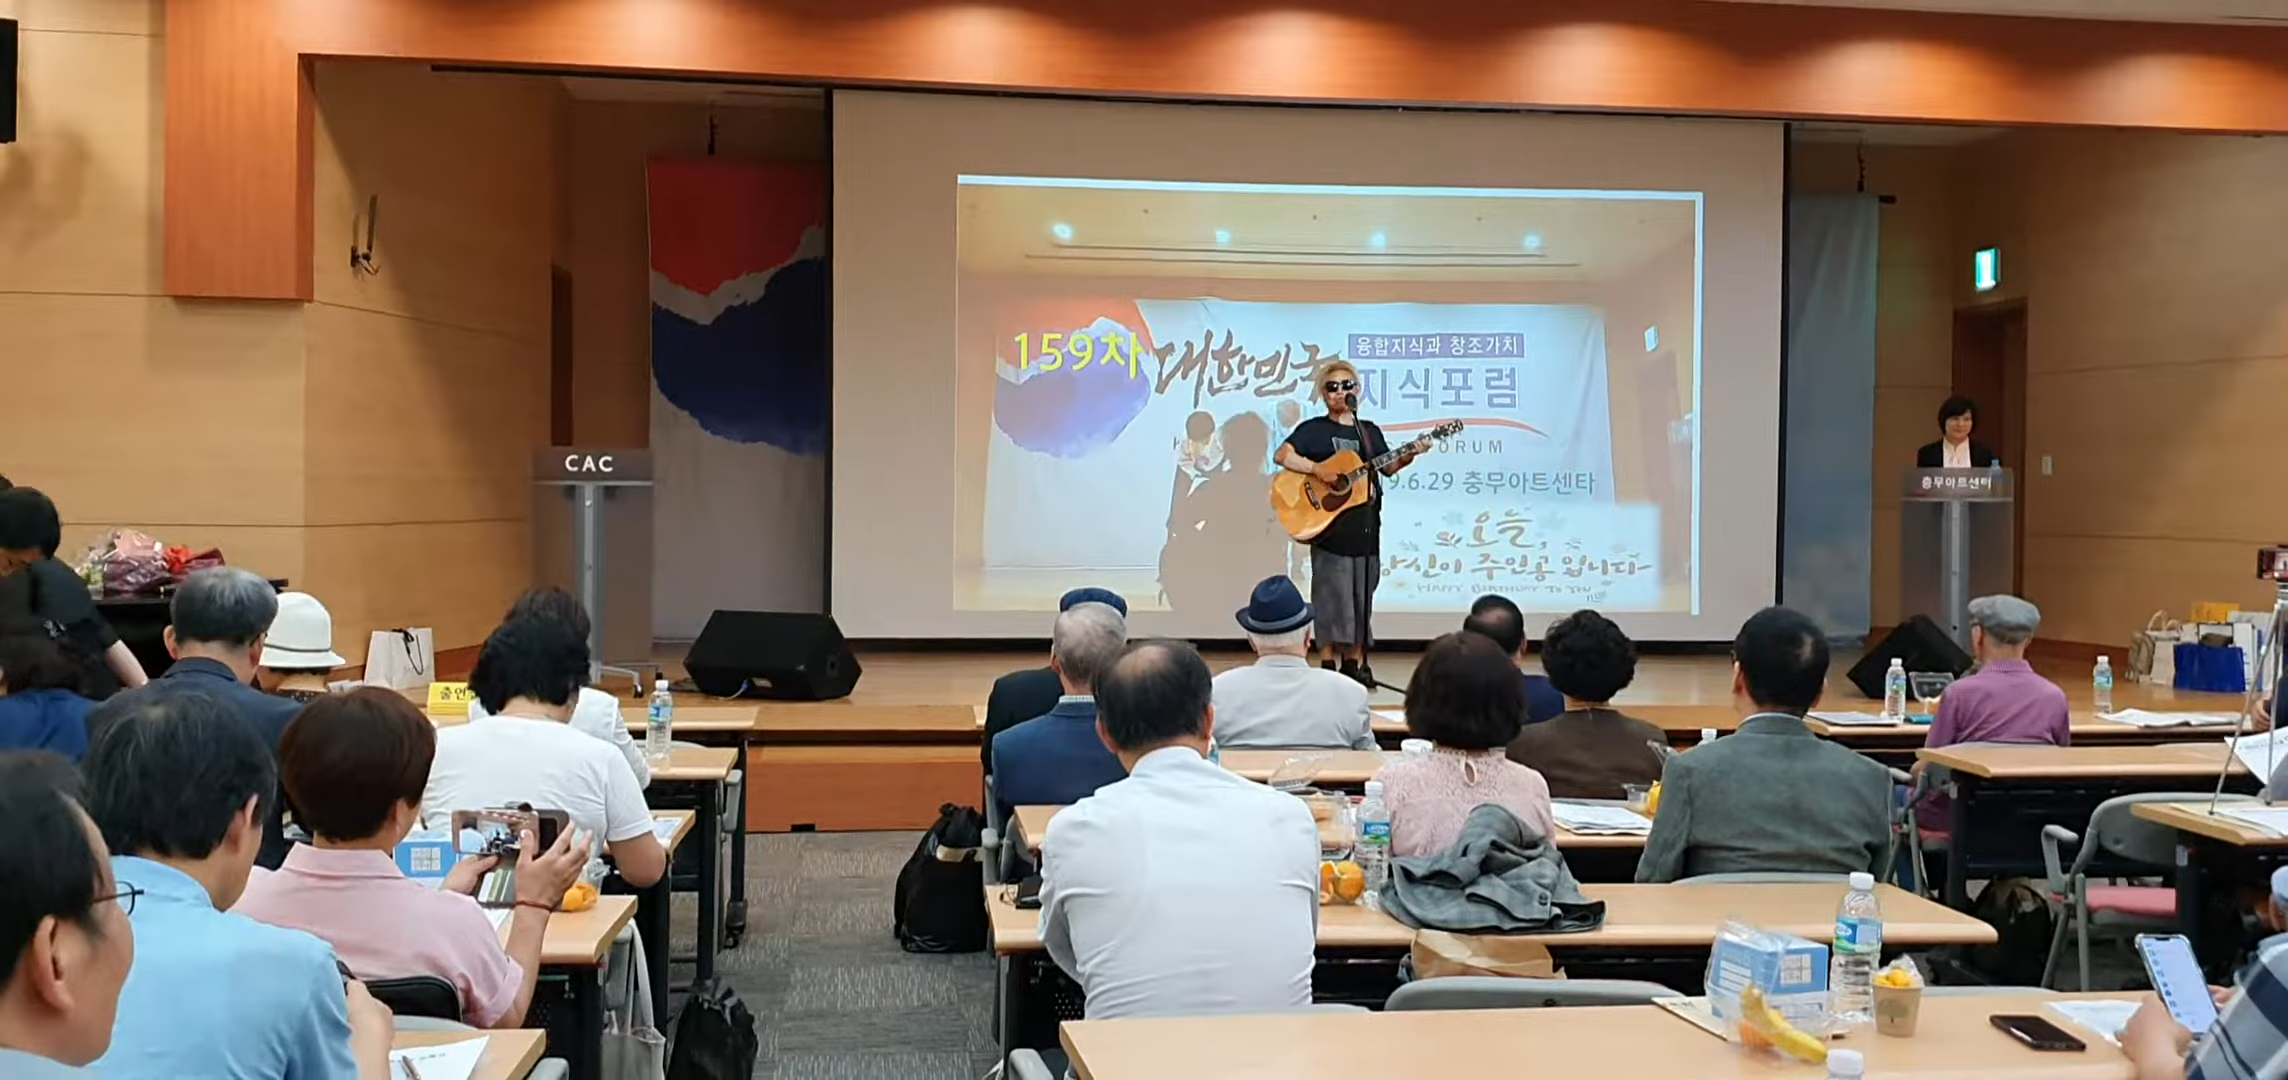 159차 대한민국 융합지식과 창조가치
지식포럼
FORUM
9.6.29 충무아트센타
오늘,
당신이 주인공 입니다
HAPPY BIRTHDAY TO YOU
CAC
충무아트센터